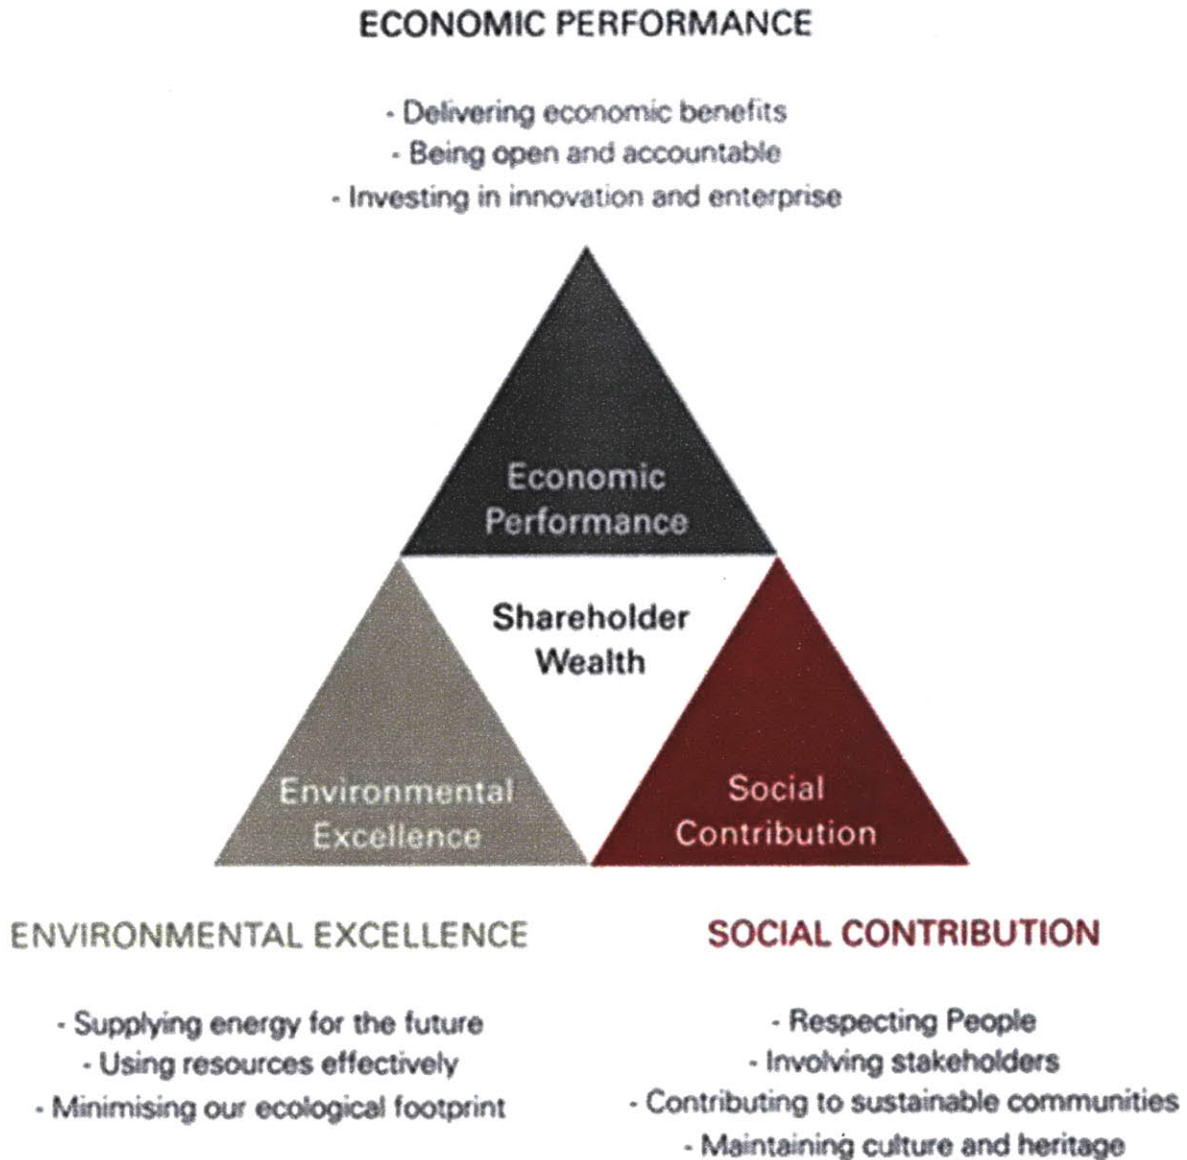 ECONOMIC PERFORMANCE
- Delivering economic benefits
- Being open and accountable
- Investing in innovation and enterprise
Economic
Performance
Shareholder
Wealth
Environmental
Excellence
Social
Contribution
ENVIRONMENTAL EXCELLENCE
- Supplying energy for the future
- Using resources effectively
- Minimising our ecological footprint
SOCIAL CONTRIBUTION
- Respecting People
- Involving stakeholders
- Contributing to sustainable communities
- Maintaining culture and heritage